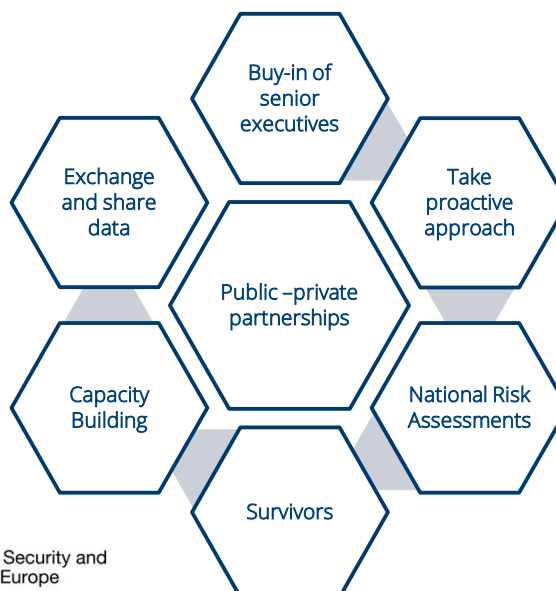 Buy-in of
senior
executives
Exchange
and share
data
Take
proactive
approach
Public –private
partnerships
Capacity
Building
National Risk
Assessments
Survivors
Security and
Europe